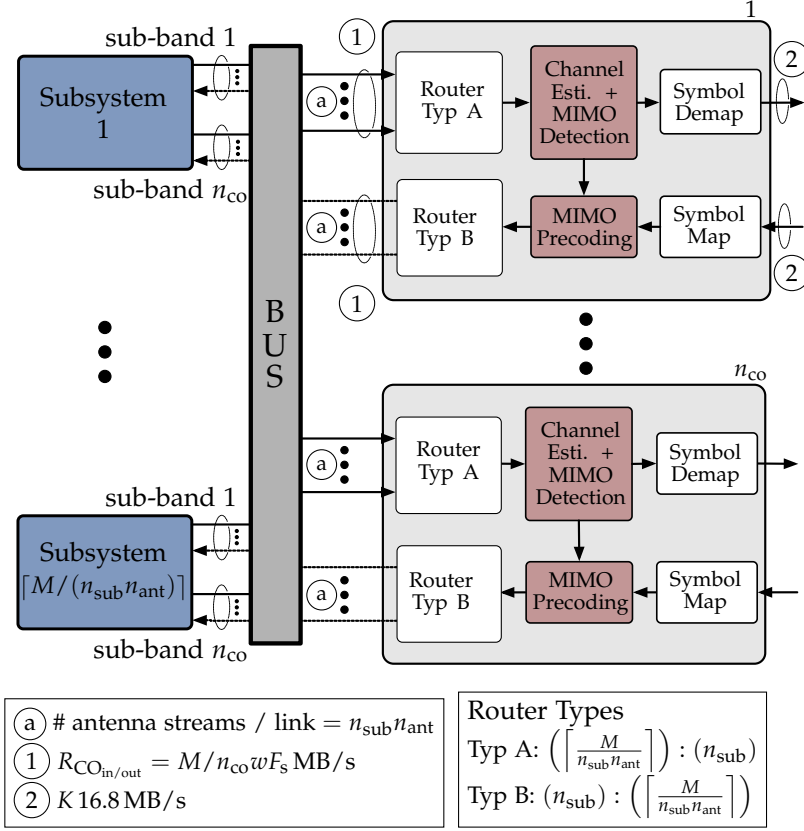 sub-band 1
Subsystem
1
sub-band n_co
BUS
1
1
a
Router
Typ A
Channel
Esti. +
MIMO
Detection
Symbol
Demap
2
a
Router
Typ B
MIMO
Precoding
Symbol
Map
2
1
n_co
a
Router
Typ A
Channel
Esti. +
MIMO
Detection
Symbol
Demap
sub-band 1
Subsystem
⌈M/(n_sub n_ant)⌉
sub-band n_co
a
Router
Typ B
MIMO
Precoding
Symbol
Map
a # antenna streams / link = n_sub n_ant
1 R_CO_in/out = M/n_co w F_s MB/s
2 K 16.8 MB/s
Router Types
Typ A: (⌈M/(n_sub n_ant)⌉) : (n_sub)
Typ B: (n_sub) : (⌈M/(n_sub n_ant)⌉)